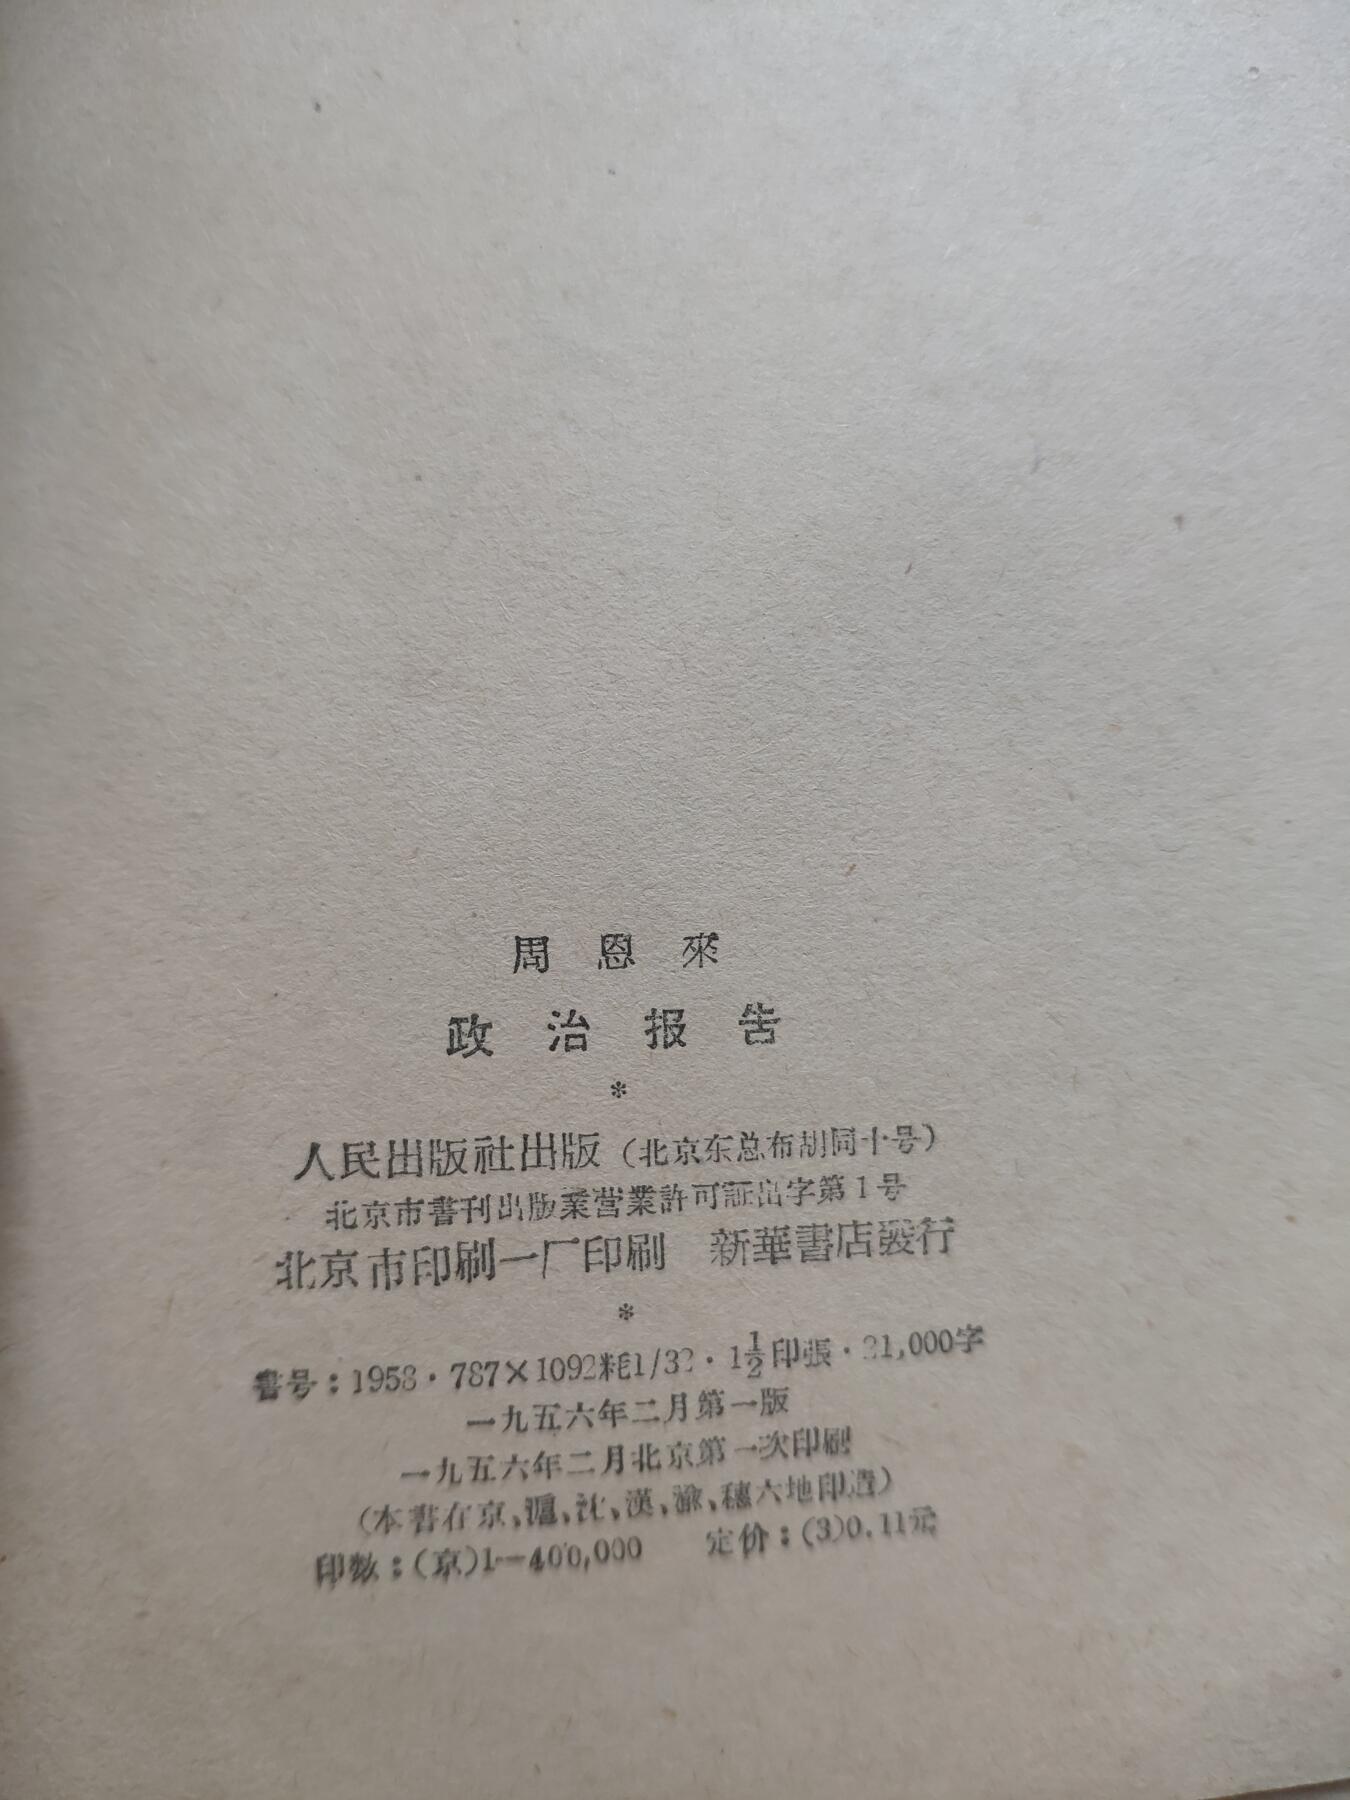 周恩來
政治报告
*
人民出版社出版（北京东总布胡同十号）
北京市書刊出版業营業許可証出字第1号
北京市印刷一厂印刷 新華書店發行
*
書号：1958·787×1092粍1/32·1½印張·21,000字
一九五六年二月第一版
一九五六年二月北京第一次印刷
（本書在京、滬、沈、漢、渝、穗六地印造）
印数：（京）1—400,000 定价：（3）0.11元